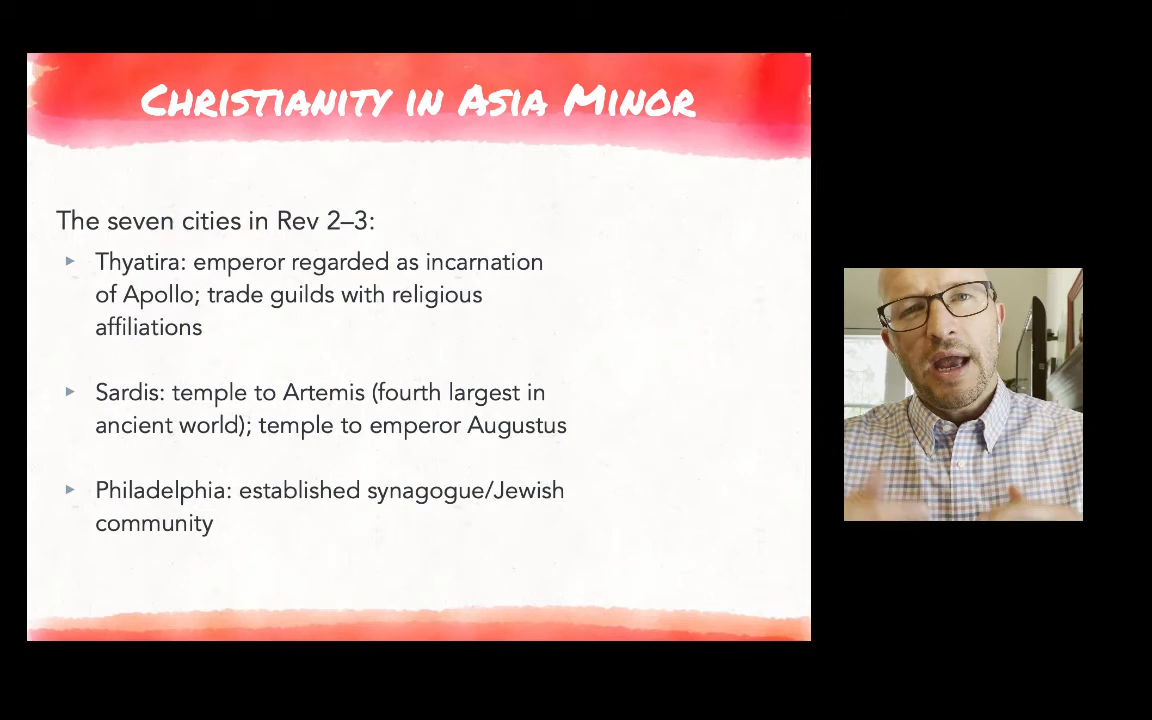 Christianity in Asia Minor
The seven cities in Rev 2–3:
▸ Thyatira: emperor regarded as incarnation
of Apollo; trade guilds with religious
affiliations
▸ Sardis: temple to Artemis (fourth largest in
ancient world); temple to emperor Augustus
▸ Philadelphia: established synagogue/Jewish
community